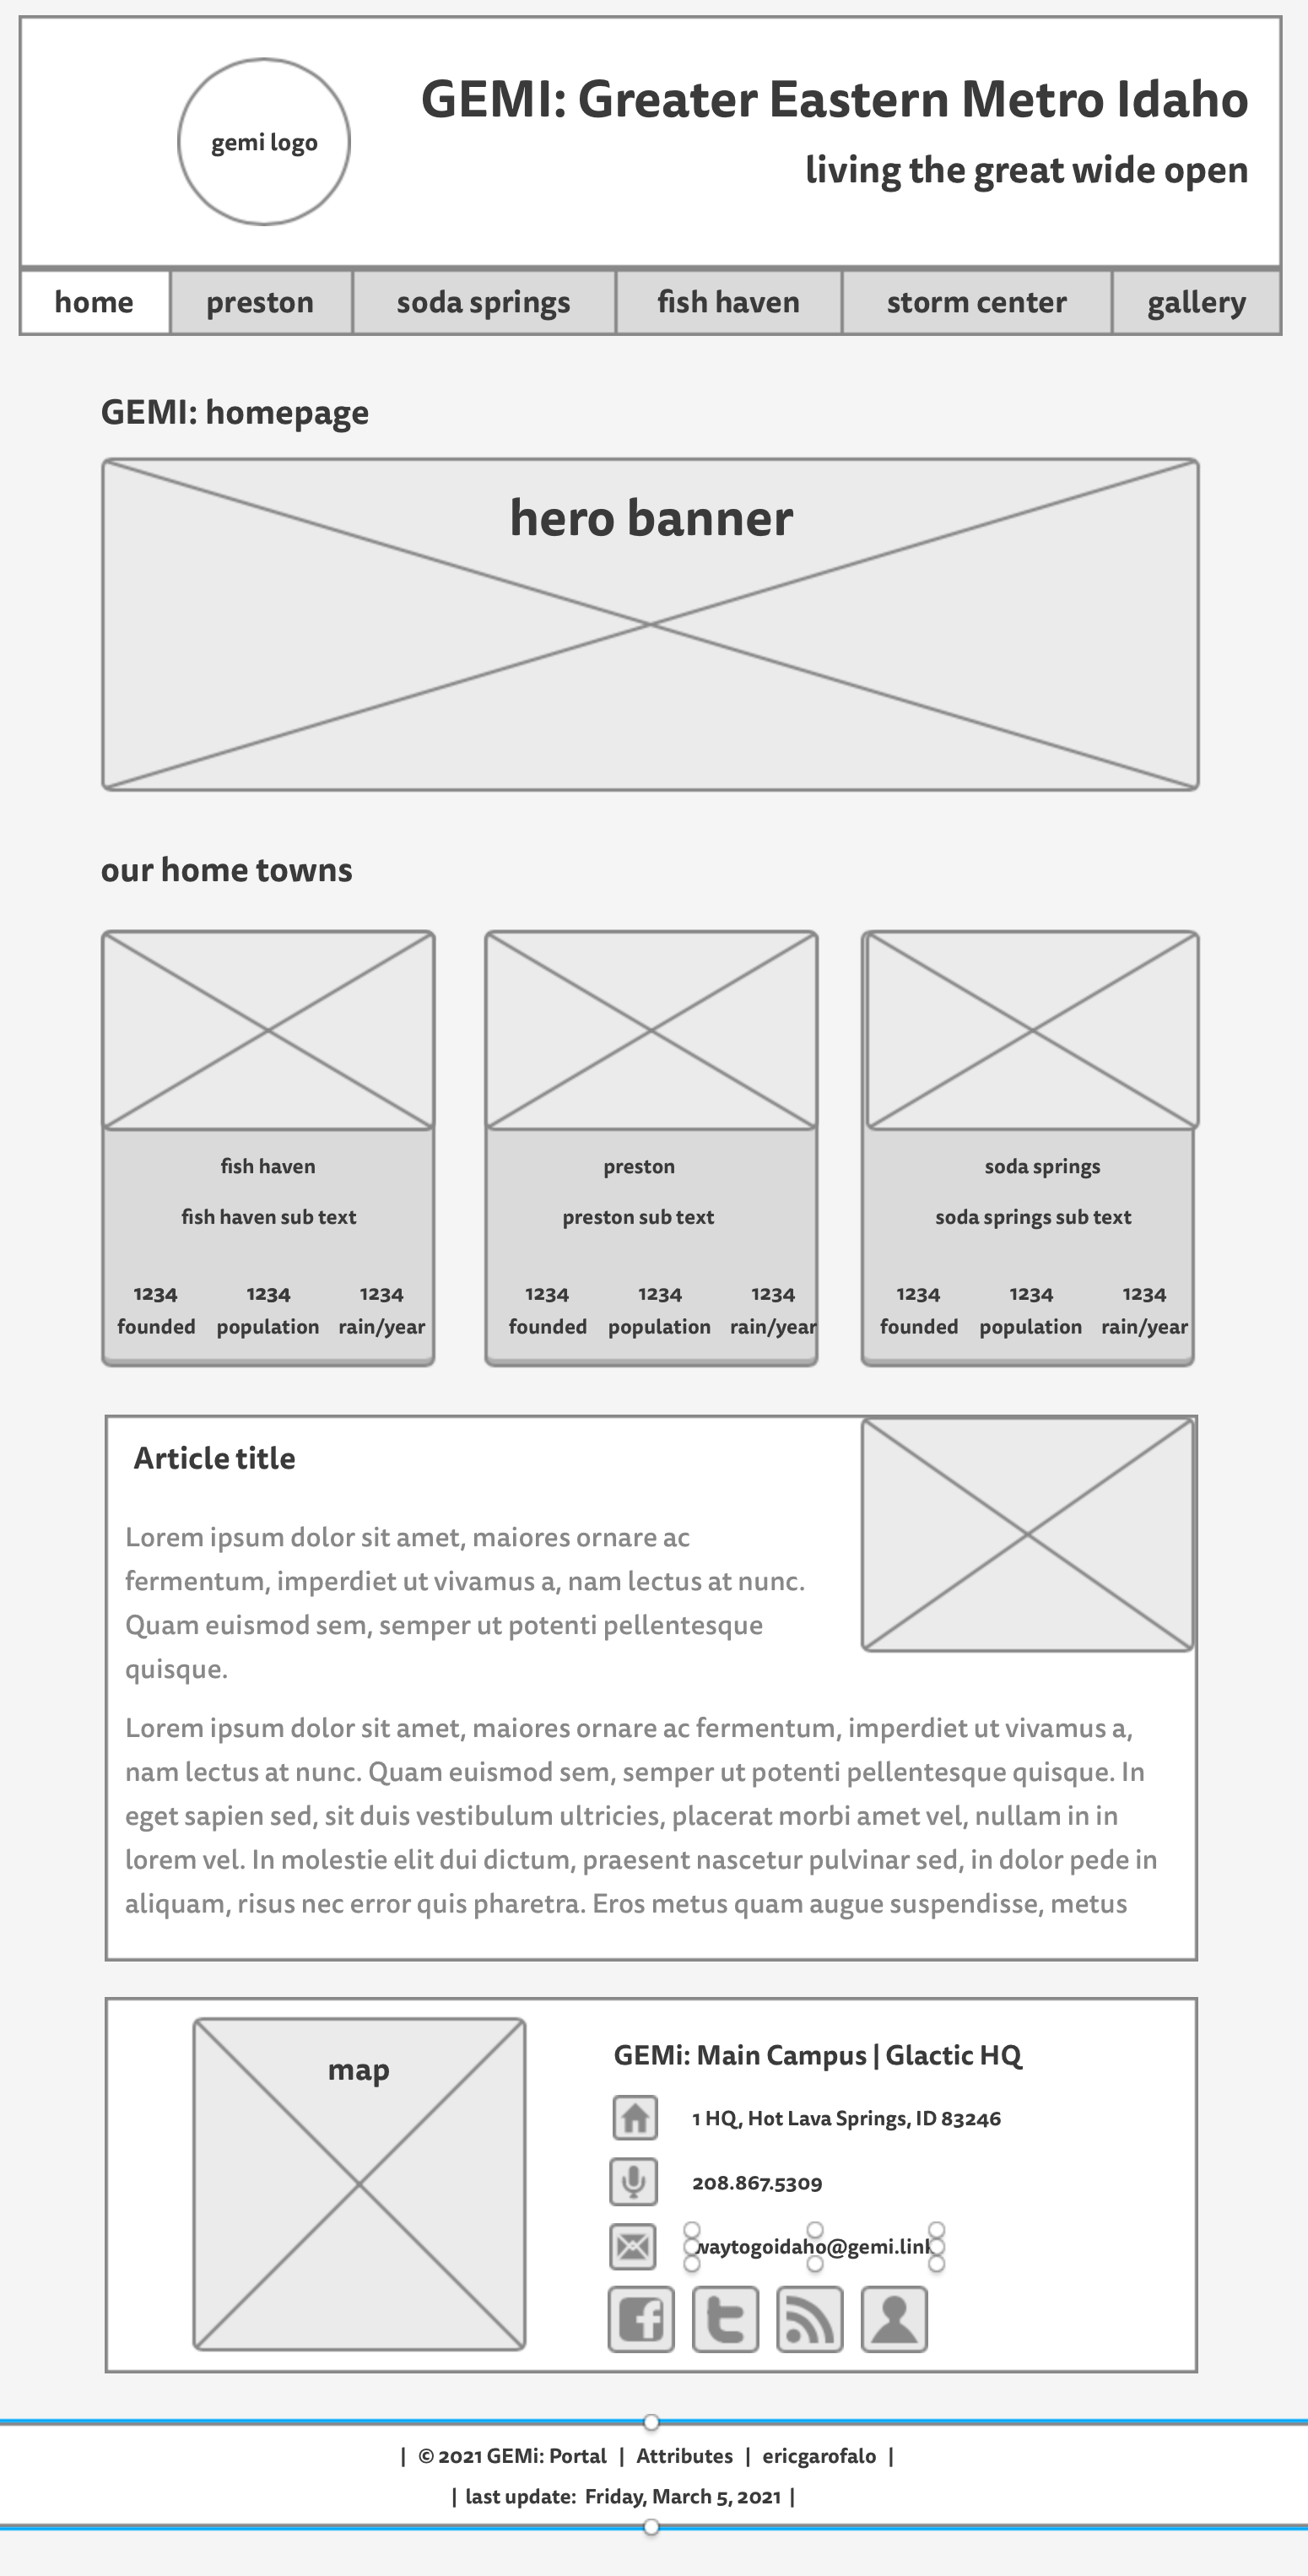 gemi logo
GEMI: Greater Eastern Metro Idaho
living the great wide open
home preston soda springs fish haven storm center gallery
GEMI: homepage
hero banner
our home towns
fish haven
fish haven sub text
1234 1234 1234
founded population rain/year
preston
preston sub text
1234 1234 1234
founded population rain/year
soda springs
soda springs sub text
1234 1234 1234
founded population rain/year
Article title
Lorem ipsum dolor sit amet, maiores ornare ac
fermentum, imperdiet ut vivamus a, nam lectus at nunc.
Quam euismod sem, semper ut potenti pellentesque
quisque.
Lorem ipsum dolor sit amet, maiores ornare ac fermentum, imperdiet ut vivamus a,
nam lectus at nunc. Quam euismod sem, semper ut potenti pellentesque quisque. In
eget sapien sed, sit duis vestibulum ultricies, placerat morbi amet vel, nullam in in
lorem vel. In molestie elit dui dictum, praesent nascetur pulvinar sed, in dolor pede in
aliquam, risus nec error quis pharetra. Eros metus quam augue suspendisse, metus
map
GEMi: Main Campus | Glactic HQ
1 HQ, Hot Lava Springs, ID 83246
208.867.5309
waytogoidaho@gemi.link
| © 2021 GEMi: Portal | Attributes | ericgarofalo |
| last update: Friday, March 5, 2021 |